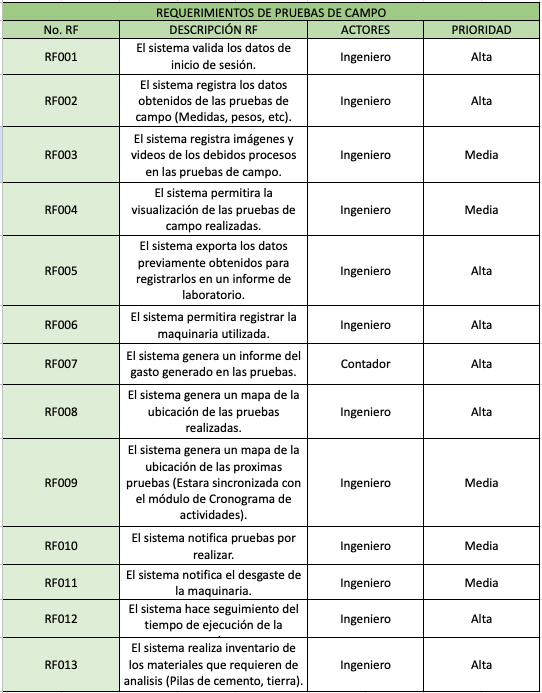 REQUERIMIENTOS DE PRUEBAS DE CAMPO
No. RF DESCRIPCIÓN RF ACTORES PRIORIDAD
RF001 El sistema valida los datos de
inicio de sesión. Ingeniero Alta
RF002 El sistema registra los datos
obtenidos de las pruebas de
campo (Medidas, pesos, etc). Ingeniero Alta
RF003 El sistema registra imágenes y
videos de los debidos procesos
en las pruebas de campo. Ingeniero Media
RF004 El sistema permitira la
visualización de las pruebas de
campo realizadas. Ingeniero Media
RF005 El sistema exporta los datos
previamente obtenidos para
registrarlos en un informe de
laboratorio. Ingeniero Alta
RF006 El sistema permitira registrar la
maquinaria utilizada. Ingeniero Alta
RF007 El sistema genera un informe del
gasto generado en las pruebas. Contador Alta
RF008 El sistema genera un mapa de la
ubicación de las pruebas
realizadas. Ingeniero Alta
RF009 El sistema genera un mapa de la
ubicación de las proximas
pruebas (Estara sincronizada con
el módulo de Cronograma de
actividades). Ingeniero Media
RF010 El sistema notifica pruebas por
realizar. Ingeniero Media
RF011 El sistema notifica el desgaste de
la maquinaria. Ingeniero Media
RF012 El sistema hace seguimiento del
tiempo de ejecución de la Ingeniero Alta
RF013 El sistema realiza inventario de
los materiales que requieren de
analisis (Pilas de cemento, tierra). Ingeniero Alta